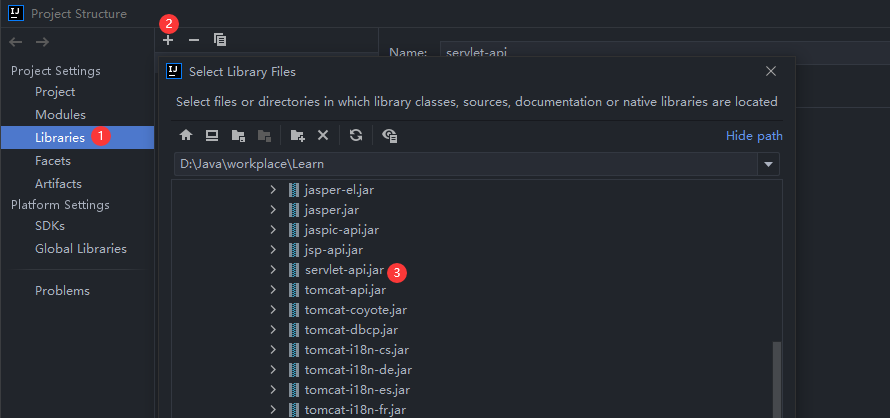 Project Structure
2
Name: servlet-api
Project Settings
Project
Modules
Libraries 1
Facets
Artifacts
Platform Settings
SDKs
Global Libraries
Problems
Select Library Files
Select files or directories in which library classes, sources, documentation or native libraries are located
Hide path
D:\Java\workplace\Learn
jasper-el.jar
jasper.jar
jaspic-api.jar
jsp-api.jar
servlet-api.jar 3
tomcat-api.jar
tomcat-coyote.jar
tomcat-dbcp.jar
tomcat-i18n-cs.jar
tomcat-i18n-de.jar
tomcat-i18n-es.jar
tomcat-i18n-fr.jar